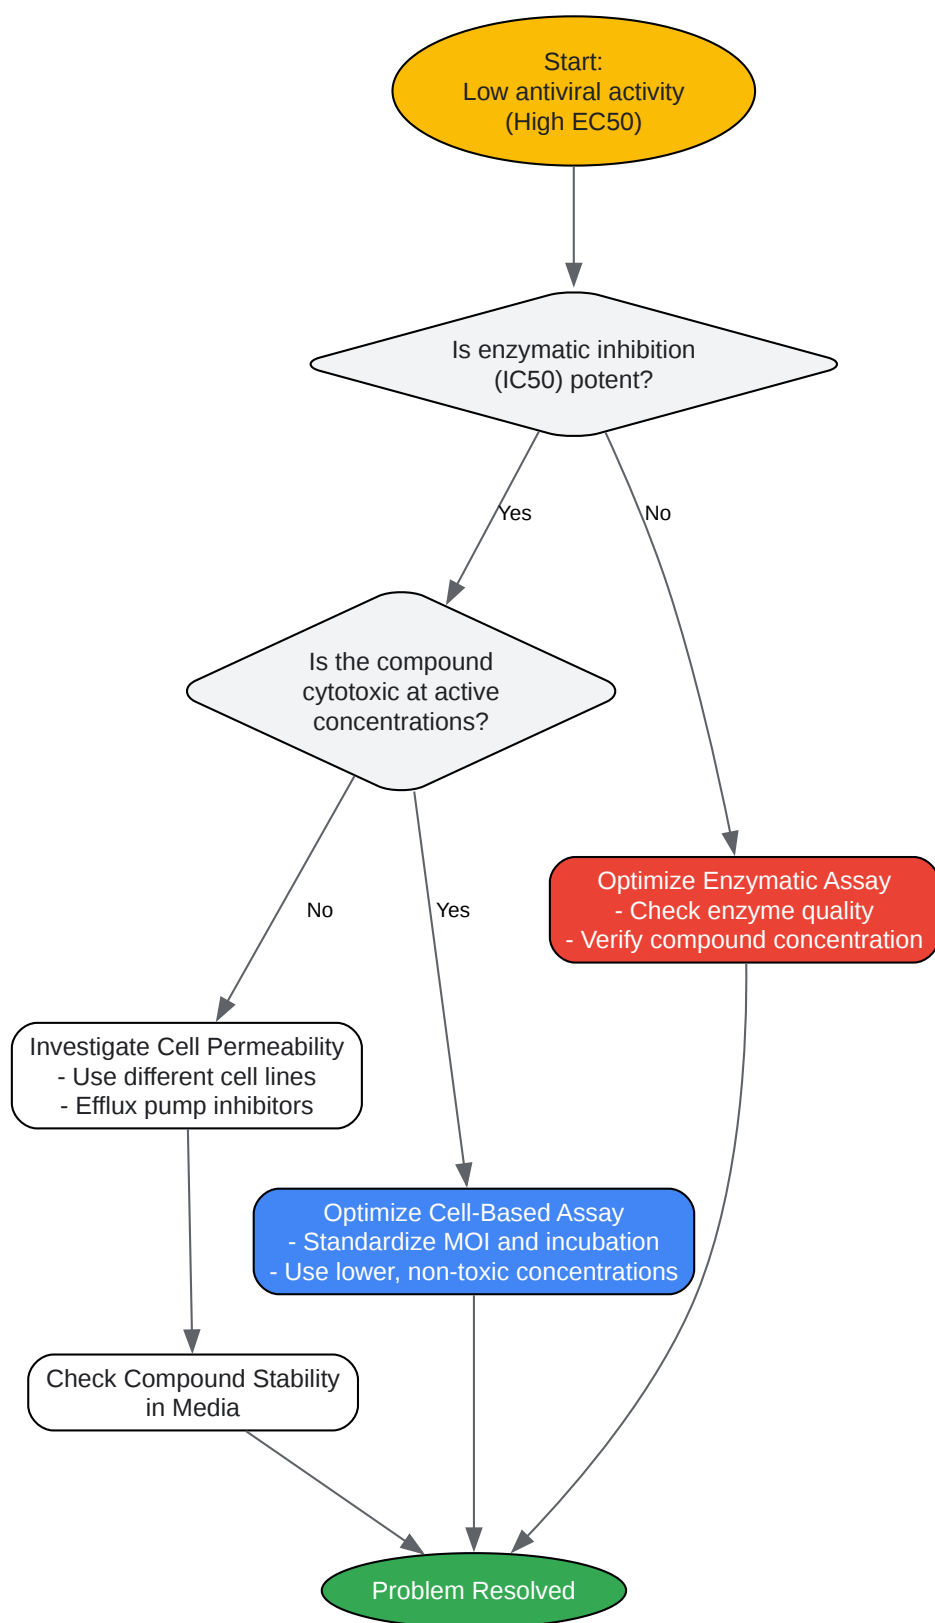 Start:
Low antiviral activity
(High EC50)
Is enzymatic inhibition
(IC50) potent?
Yes
No
Is the compound
cytotoxic at active
concentrations?
Optimize Enzymatic Assay
- Check enzyme quality
- Verify compound concentration
No
Yes
Investigate Cell Permeability
- Use different cell lines
- Efflux pump inhibitors
Optimize Cell-Based Assay
- Standardize MOI and incubation
- Use lower, non-toxic concentrations
Check Compound Stability
in Media
Problem Resolved